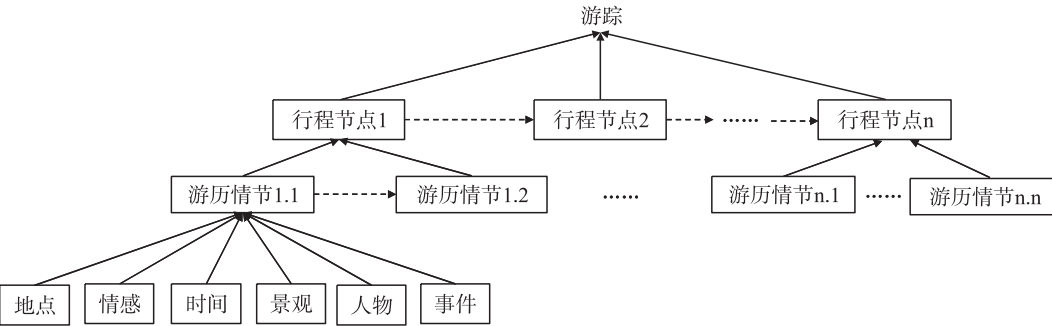 游踪
行程节点1
行程节点2
……
行程节点n
游历情节1.1
游历情节1.2
……
游历情节n.1
……
游历情节n.n
地点
情感
时间
景观
人物
事件